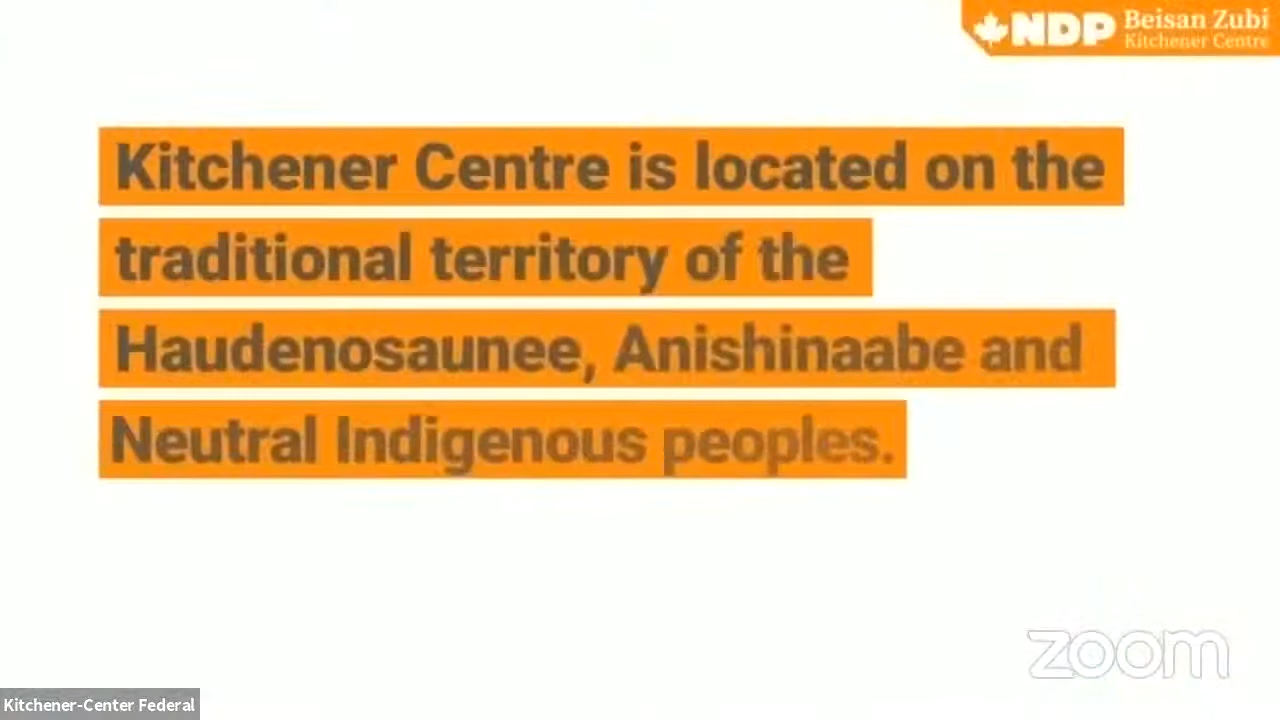 NDP Beisan Zubi
Kitchener Centre
Kitchener Centre is located on the
traditional territory of the
Haudenosaunee, Anishinaabe and
Neutral Indigenous peoples.
zoom
Kitchener-Center Federal